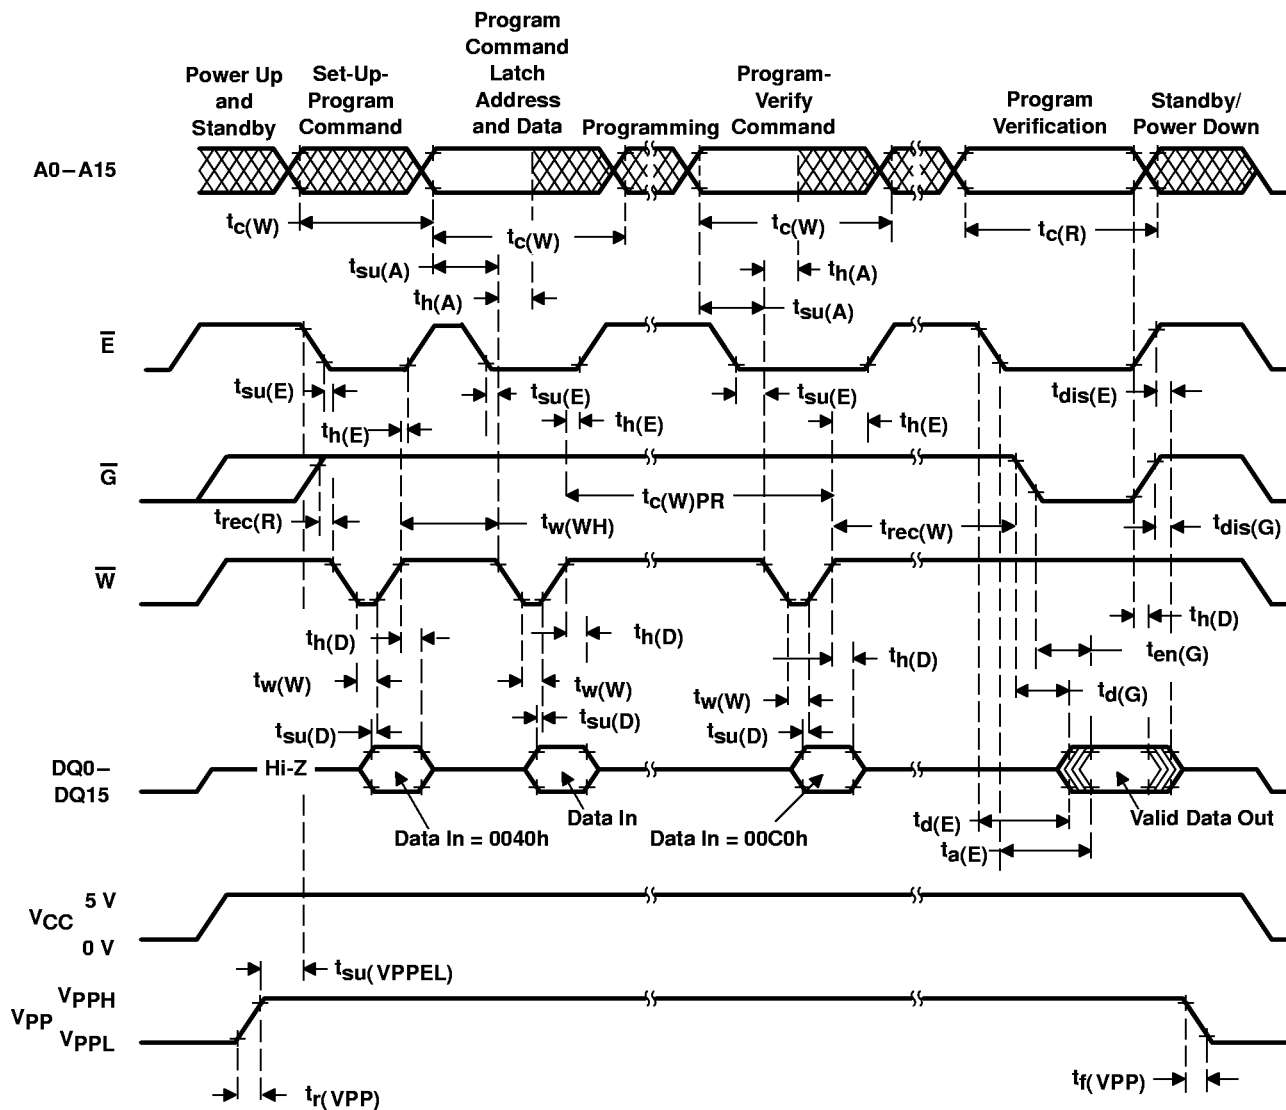 Power Up
and
Standby
Set-Up-
Program
Command
Program
Command
Latch
Address
and Data
Programming
Program-
Verify
Command
Program
Verification
Standby/
Power Down
A0–A15
tc(W)
tc(W)
tc(W)
tc(R)
tsu(A)
th(A)
th(A)
tsu(A)
E
tsu(E)
tsu(E)
tsu(E)
tdis(E)
th(E)
th(E)
th(E)
G
tc(W)PR
trec(R)
tw(WH)
trec(W)
tdis(G)
W
th(D)
th(D)
th(D)
th(D)
ten(G)
tw(W)
tw(W)
tw(W)
td(G)
tsu(D)
tsu(D)
tsu(D)
DQ0–
DQ15
Hi-Z
Data In = 0040h
Data In
Data In = 00C0h
Valid Data Out
td(E)
ta(E)
5 V
VCC
0 V
tsu(VPPEL)
VPPH
VPP
VPPL
tr(VPP)
tf(VPP)